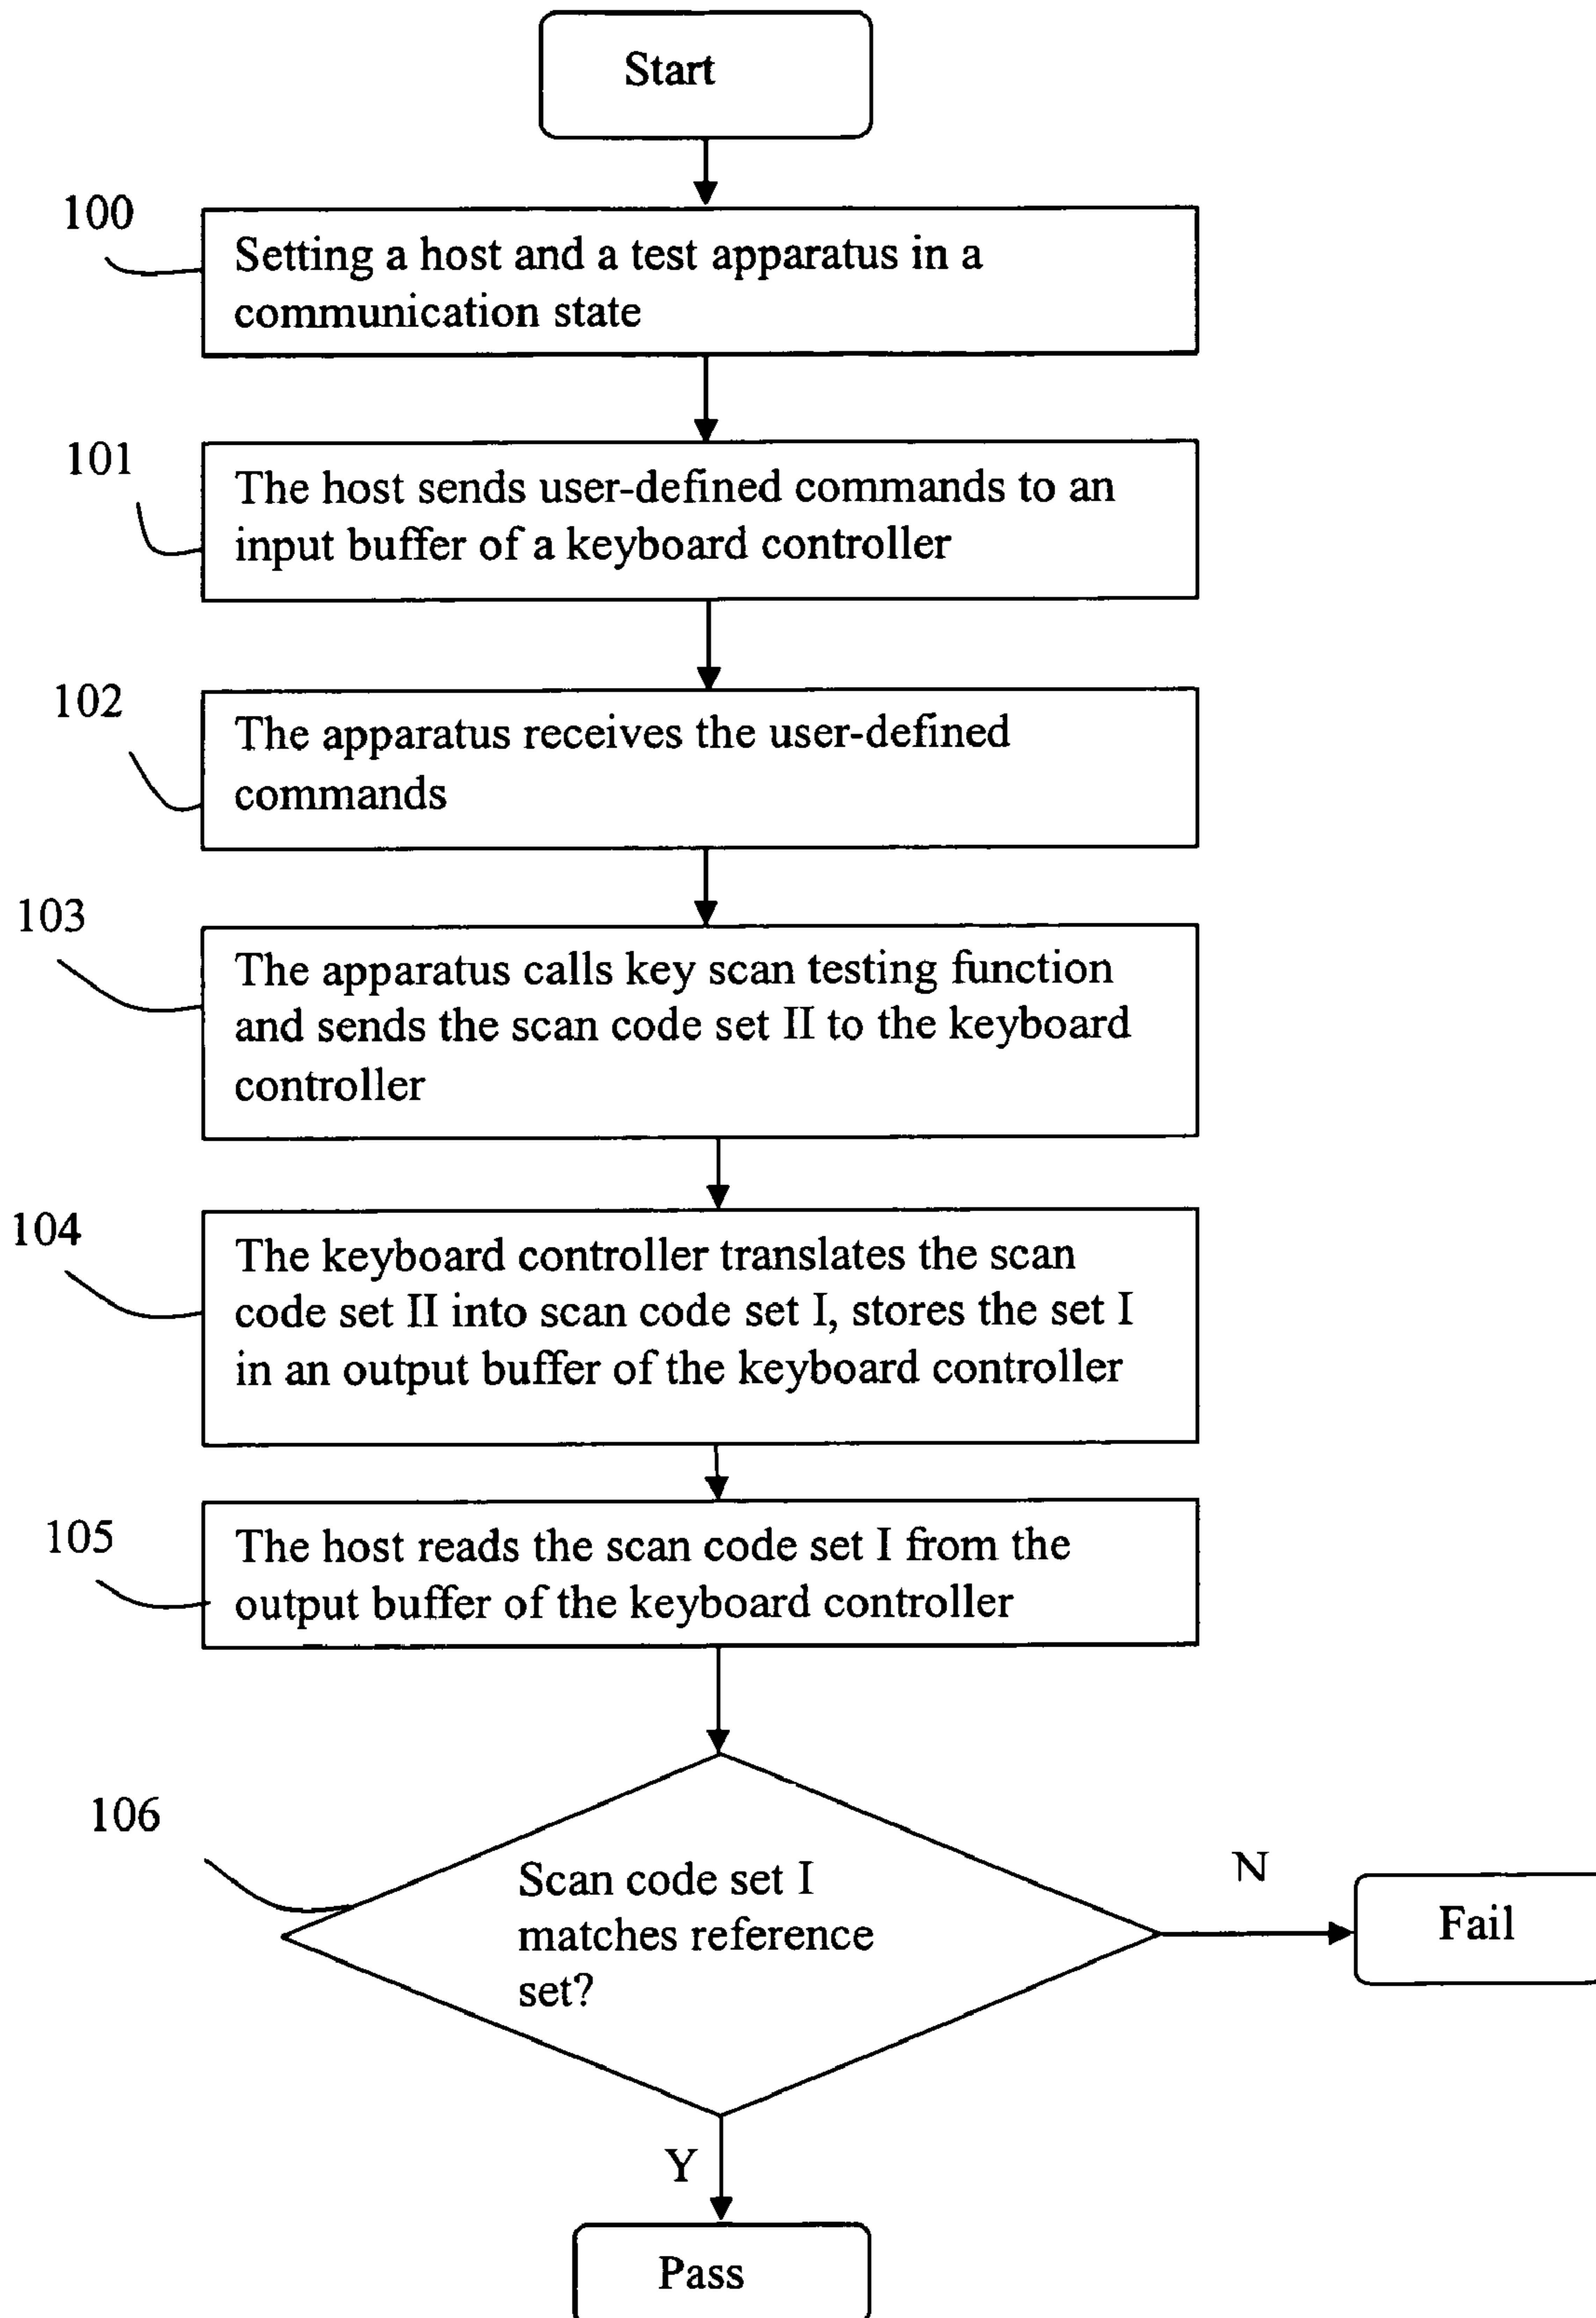 Start
100
Setting a host and a test apparatus in a
communication state
101
The host sends user-defined commands to an
input buffer of a keyboard controller
102
The apparatus receives the user-defined
commands
103
The apparatus calls key scan testing function
and sends the scan code set II to the keyboard
controller
104
The keyboard controller translates the scan
code set II into scan code set I, stores the set I
in an output buffer of the keyboard controller
105
The host reads the scan code set I from the
output buffer of the keyboard controller
106
Scan code set I
matches reference
set?
N
Fail
Y
Pass